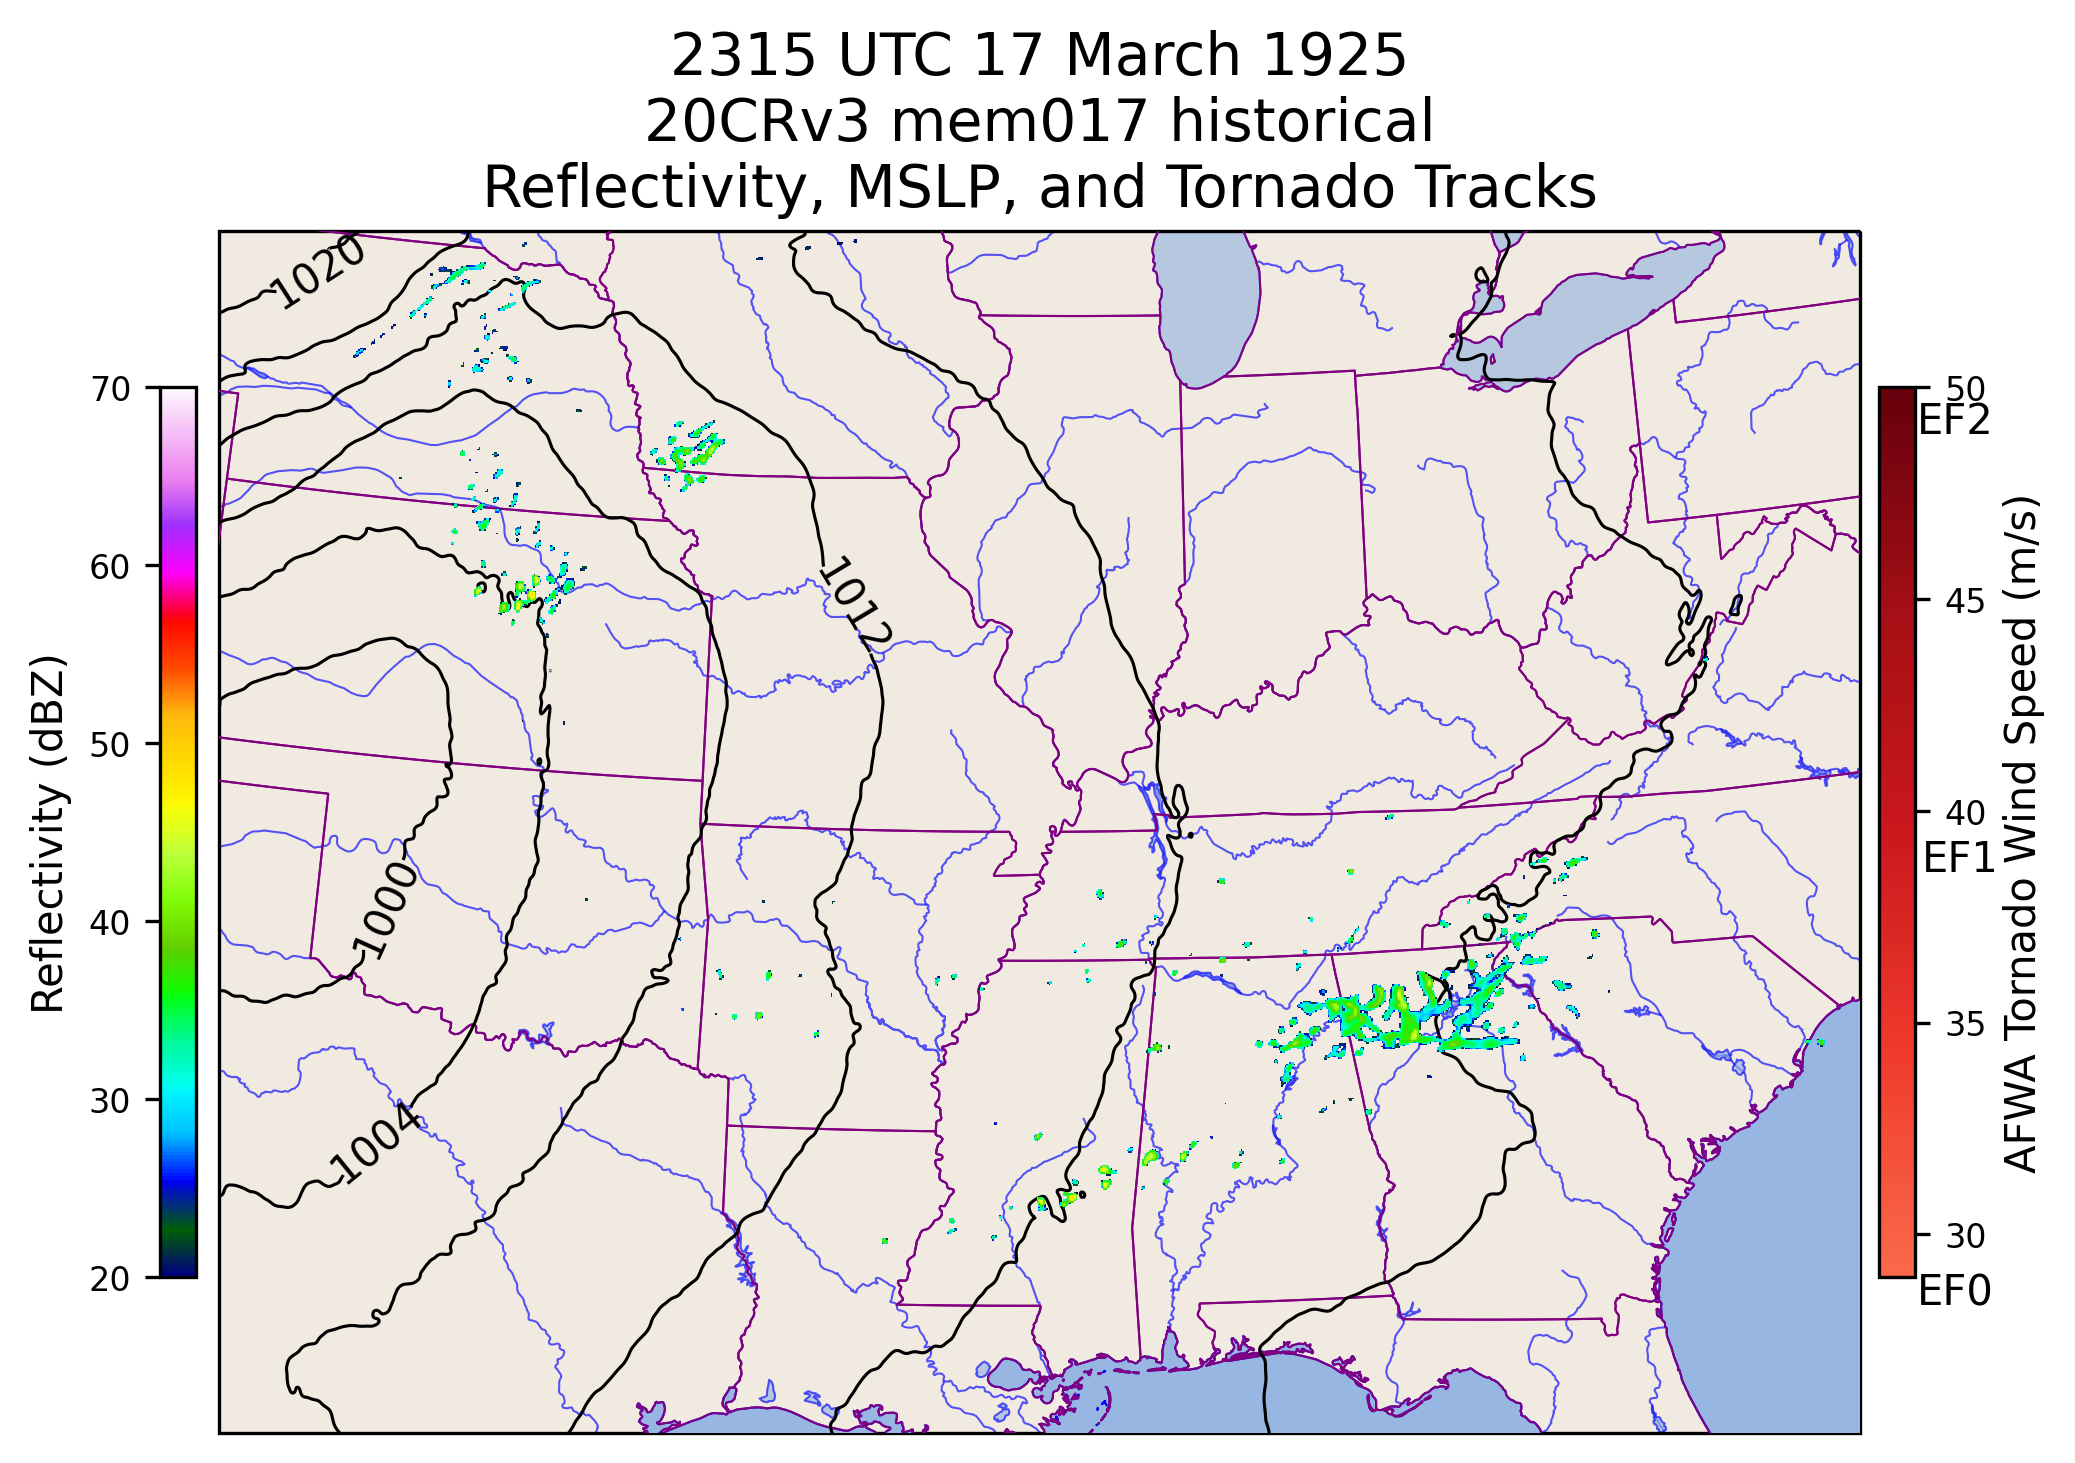 2315 UTC 17 March 1925
20CRv3 mem017 historical
Reflectivity, MSLP, and Tornado Tracks
1020
1012
1000
1004
70
60
50
40
30
20
Reflectivity (dBZ)
50
EF2
45
40
EF1
35
30
EF0
AFWA Tornado Wind Speed (m/s)